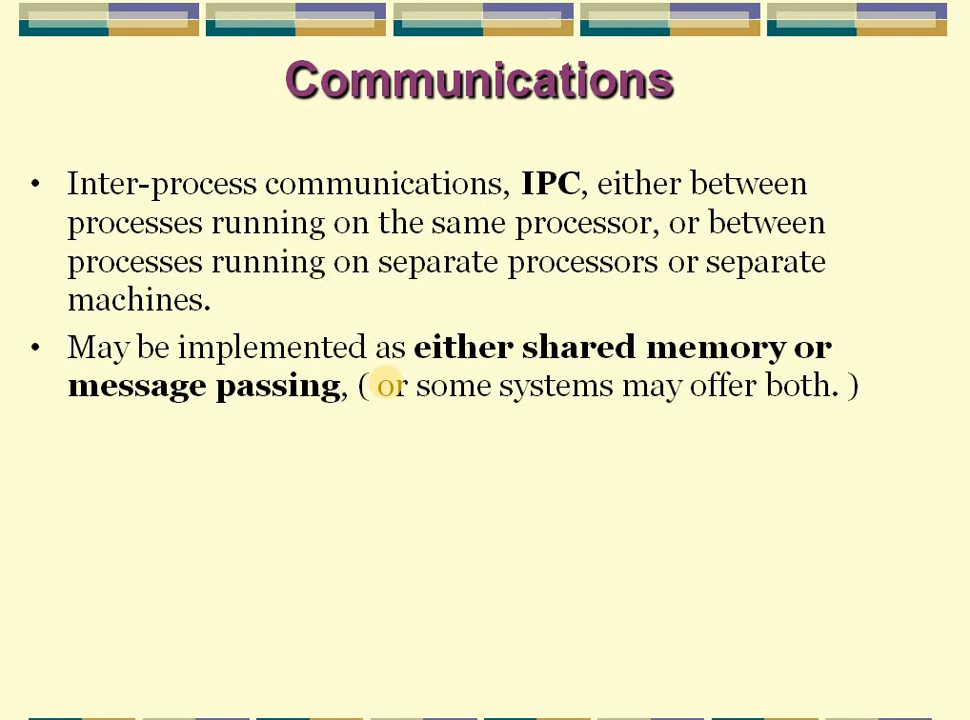 Communications
• Inter-process communications, IPC, either between
processes running on the same processor, or between
processes running on separate processors or separate
machines.
• May be implemented as either shared memory or
message passing, ( or some systems may offer both. )